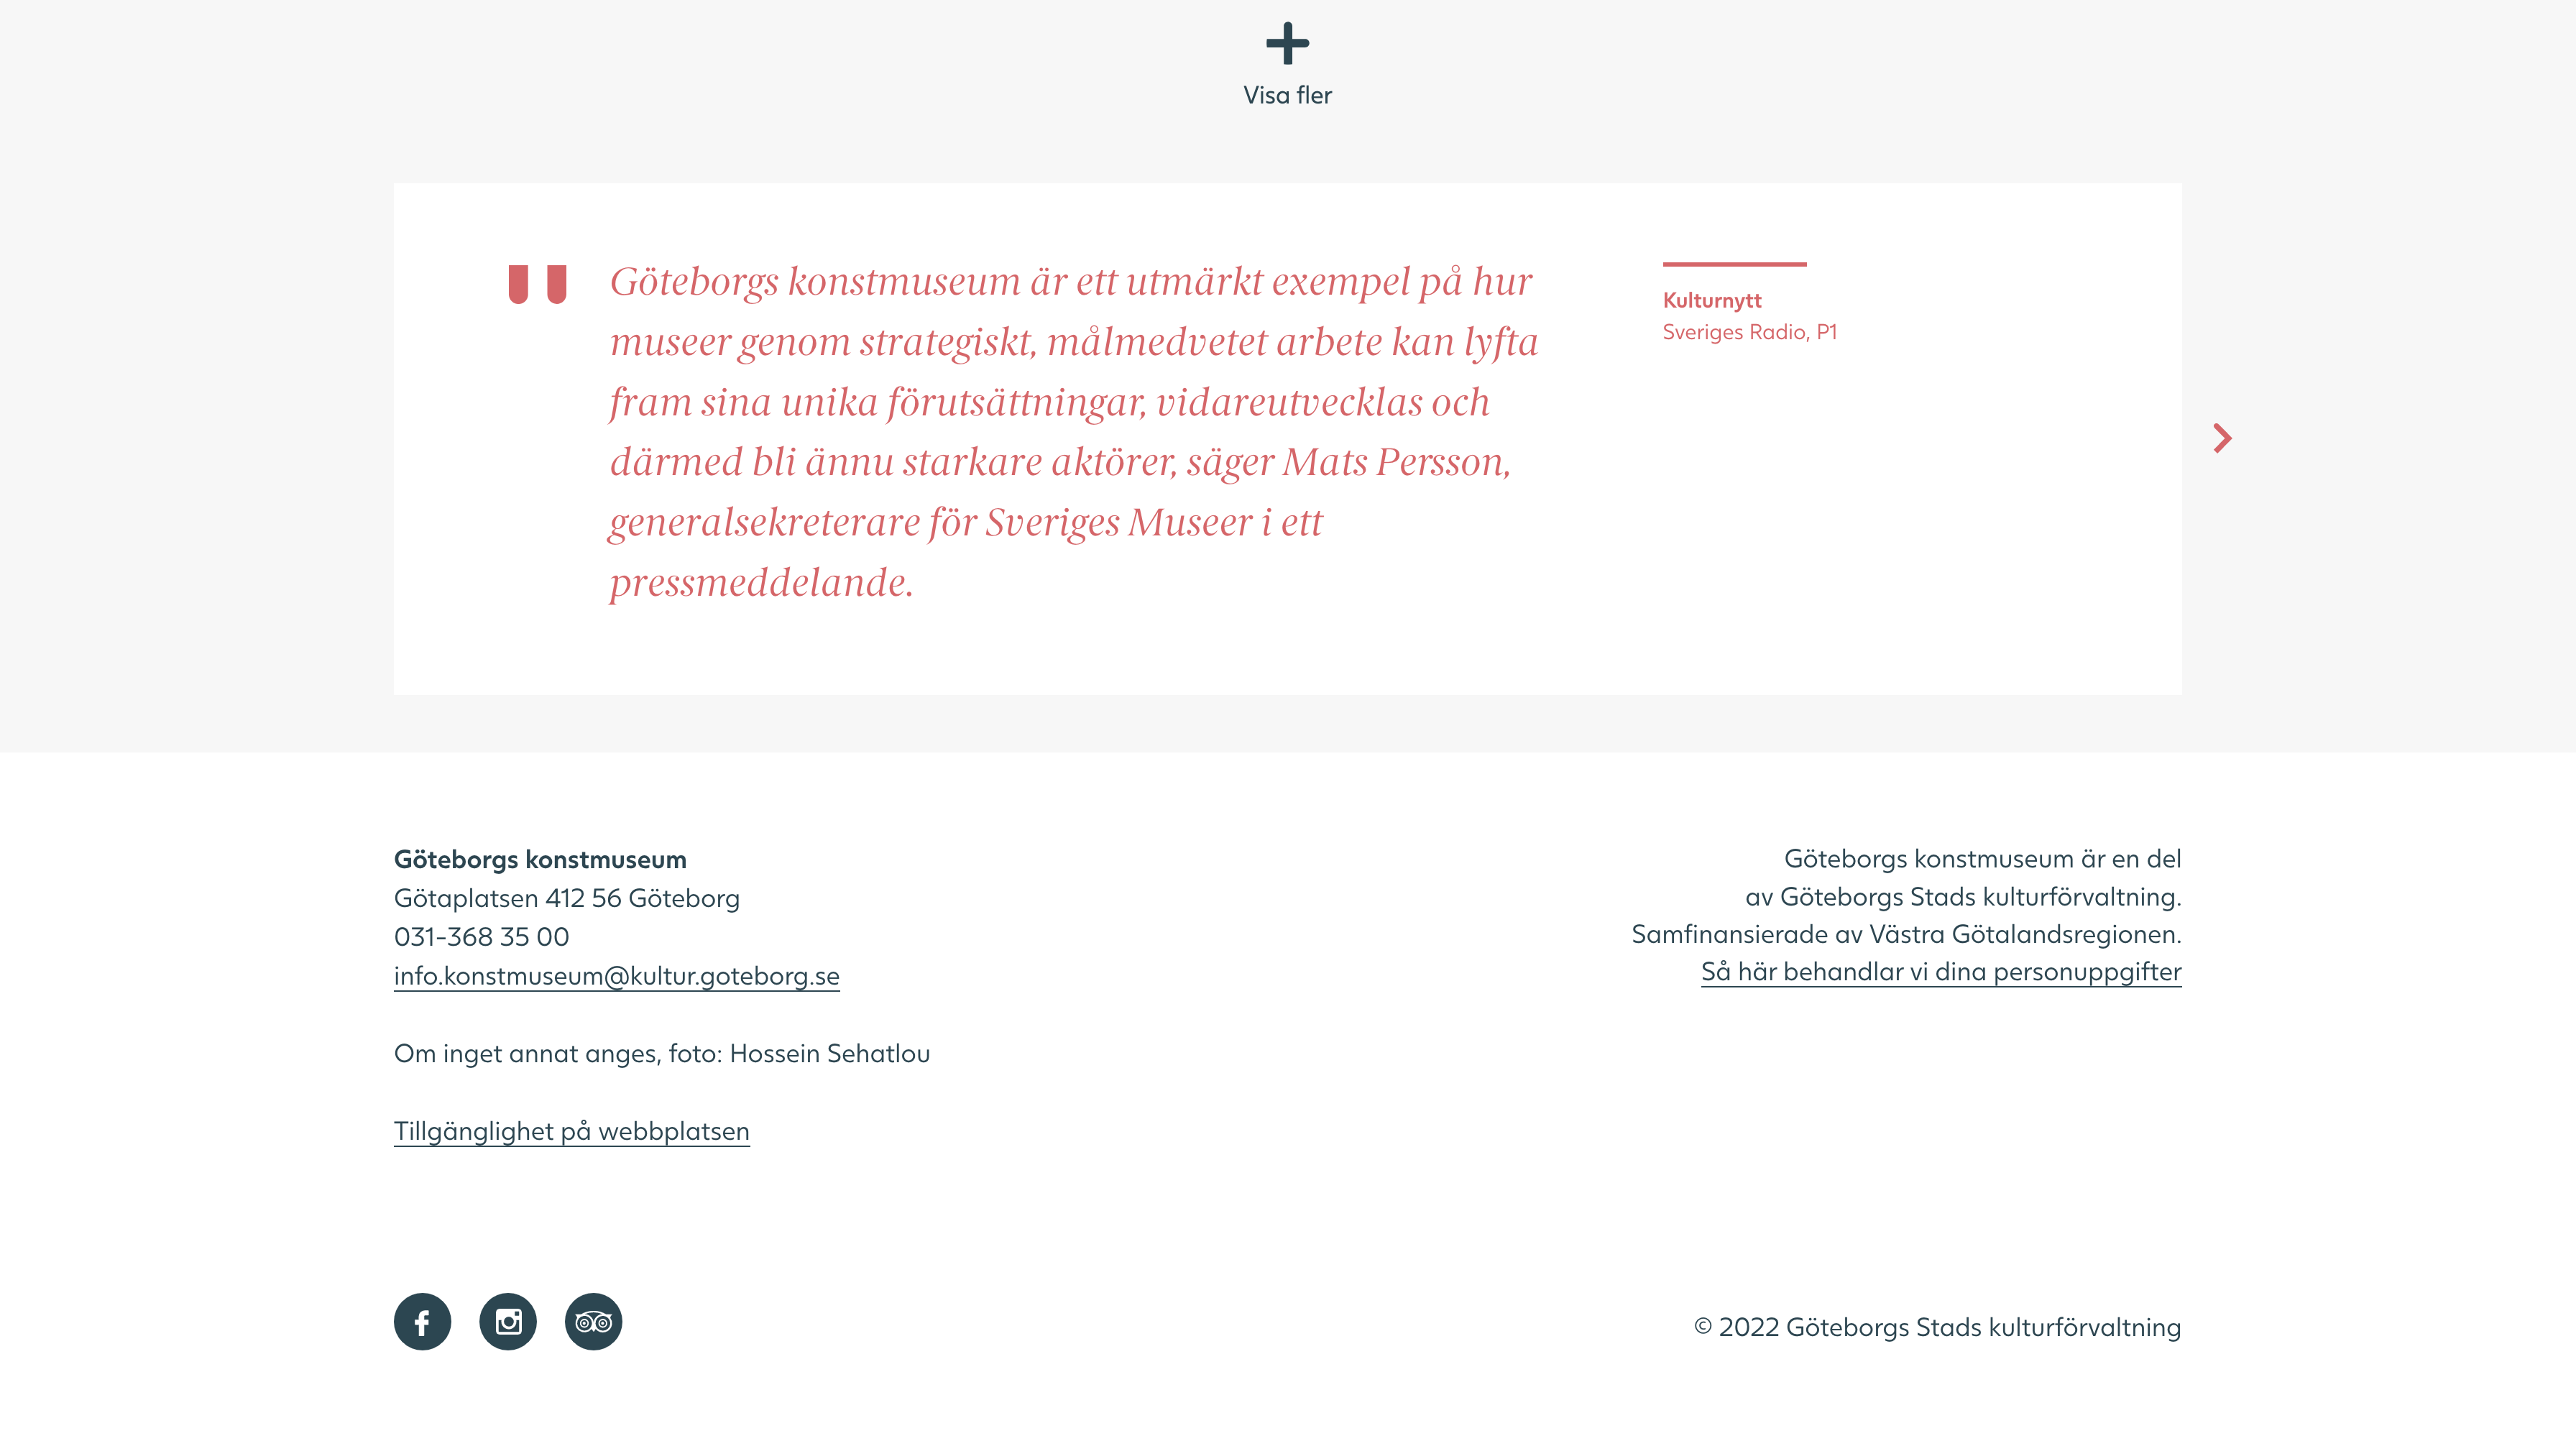 Visa fler
" Göteborgs konstmuseum är ett utmärkt exempel på hur
museer genom strategiskt, målmedvetet arbete kan lyfta
fram sina unika förutsättningar, vidareutvecklas och
därmed bli ännu starkare aktörer, säger Mats Persson,
generalsekreterare för Sveriges Museer i ett
pressmeddelande.
Kulturnytt
Sveriges Radio, P1
Göteborgs konstmuseum
Götaplatsen 412 56 Göteborg
031-368 35 00
info.konstmuseum@kultur.goteborg.se
Om inget annat anges, foto: Hossein Sehatlou
Tillgänglighet på webbplatsen
Göteborgs konstmuseum är en del
av Göteborgs Stads kulturförvaltning.
Samfinansierade av Västra Götalandsregionen.
Så här behandlar vi dina personuppgifter
© 2022 Göteborgs Stads kulturförvaltning